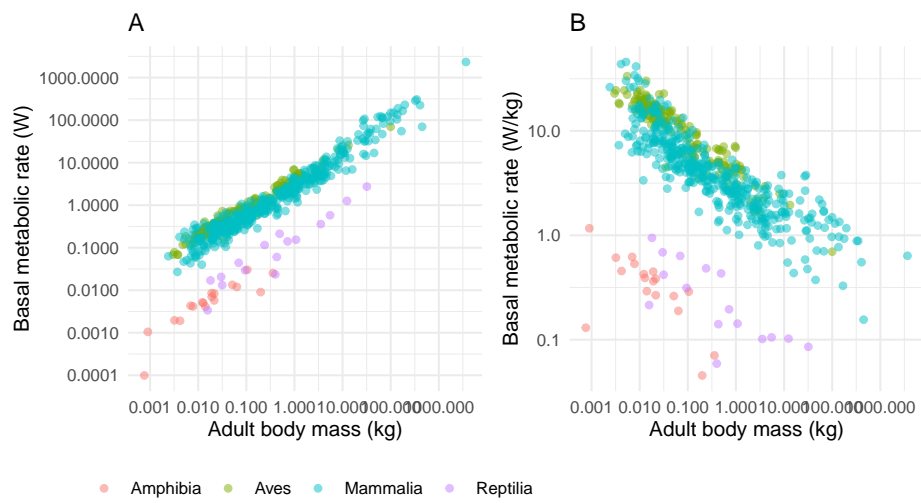 A
B
Basal metabolic rate (W)
1000.0000
100.0000
10.0000
1.0000
0.1000
0.0100
0.0010
0.0001
0.001 0.010 0.100 1.000 10.000 100.000 1000.000
Adult body mass (kg)
Basal metabolic rate (W/kg)
10.0
1.0
0.1
0.001 0.010 0.100 1.000 10.000 100.000 1000.000
Adult body mass (kg)
Amphibia Aves Mammalia Reptilia